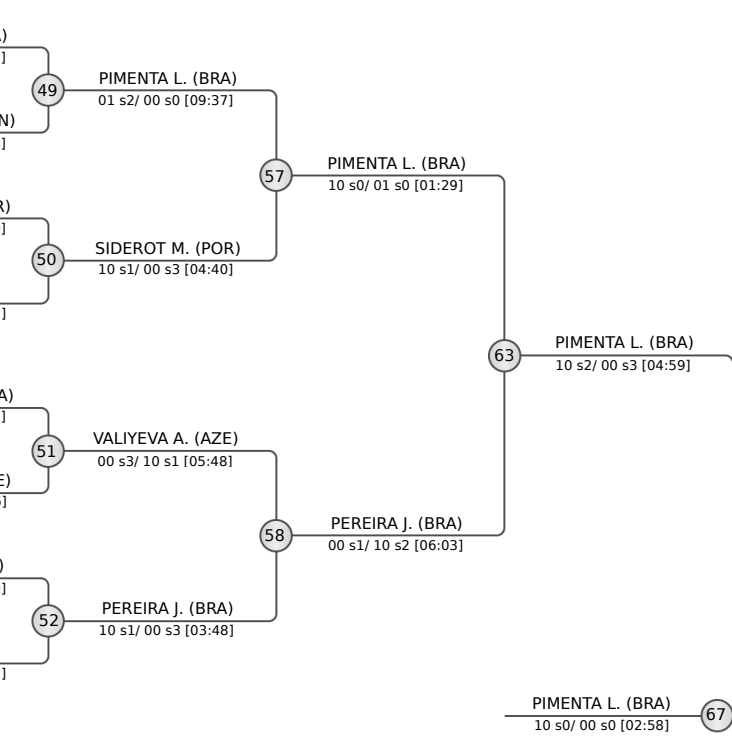 )
]
49
PIMENTA L. (BRA)
01 s2/ 00 s0 [09:37]
N)
]
57
PIMENTA L. (BRA)
10 s0/ 01 s0 [01:29]
R)
]
50
SIDEROT M. (POR)
10 s1/ 00 s3 [04:40]
]
63
PIMENTA L. (BRA)
10 s2/ 00 s3 [04:59]
A)
]
51
VALIYEVA A. (AZE)
00 s3/ 10 s1 [05:48]
E)
]
58
PEREIRA J. (BRA)
00 s1/ 10 s2 [06:03]
)
]
52
PEREIRA J. (BRA)
10 s1/ 00 s3 [03:48]
]
PIMENTA L. (BRA)
10 s0/ 00 s0 [02:58]
67